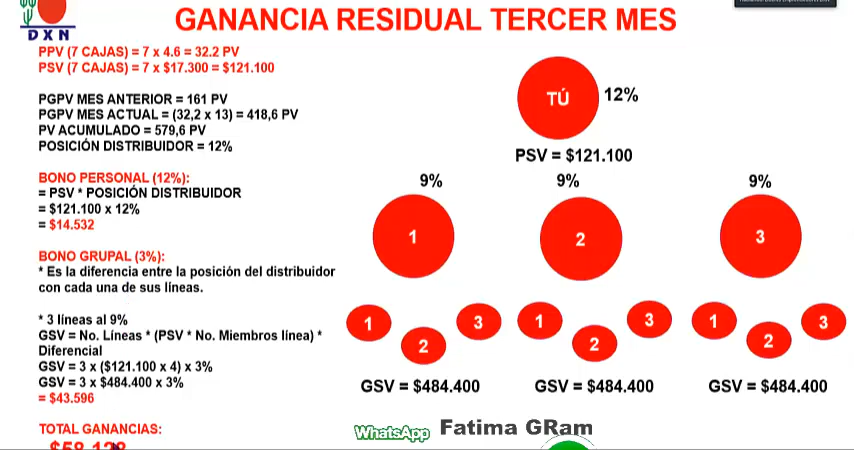 DXN
GANANCIA RESIDUAL TERCER MES
PPV (7 CAJAS) = 7 x 4.6 = 32.2 PV
PSV (7 CAJAS) = 7 x $17.300 = $121.100
PGPV MES ANTERIOR = 161 PV
PGPV MES ACTUAL = (32,2 x 13) = 418,6 PV
PV ACUMULADO = 579,6 PV
POSICIÓN DISTRIBUIDOR = 12%
BONO PERSONAL (12%):
= PSV * POSICIÓN DISTRIBUIDOR
= $121.100 x 12%
= $14.532
BONO GRUPAL (3%):
* Es la diferencia entre la posición del distribuidor
con cada una de sus líneas.
* 3 líneas al 9%
GSV = No. Líneas * (PSV * No. Miembros línea) *
Diferencial
GSV = 3 x ($121.100 x 4) x 3%
GSV = 3 x $484.400 x 3%
= $43.596
TOTAL GANANCIAS:
$58.128
TÚ
12%
PSV = $121.100
9% 9% 9%
1 2 3
1 2 3 1 2 3 1 2 3
GSV = $484.400 GSV = $484.400 GSV = $484.400
WhatsApp Fatima GRam